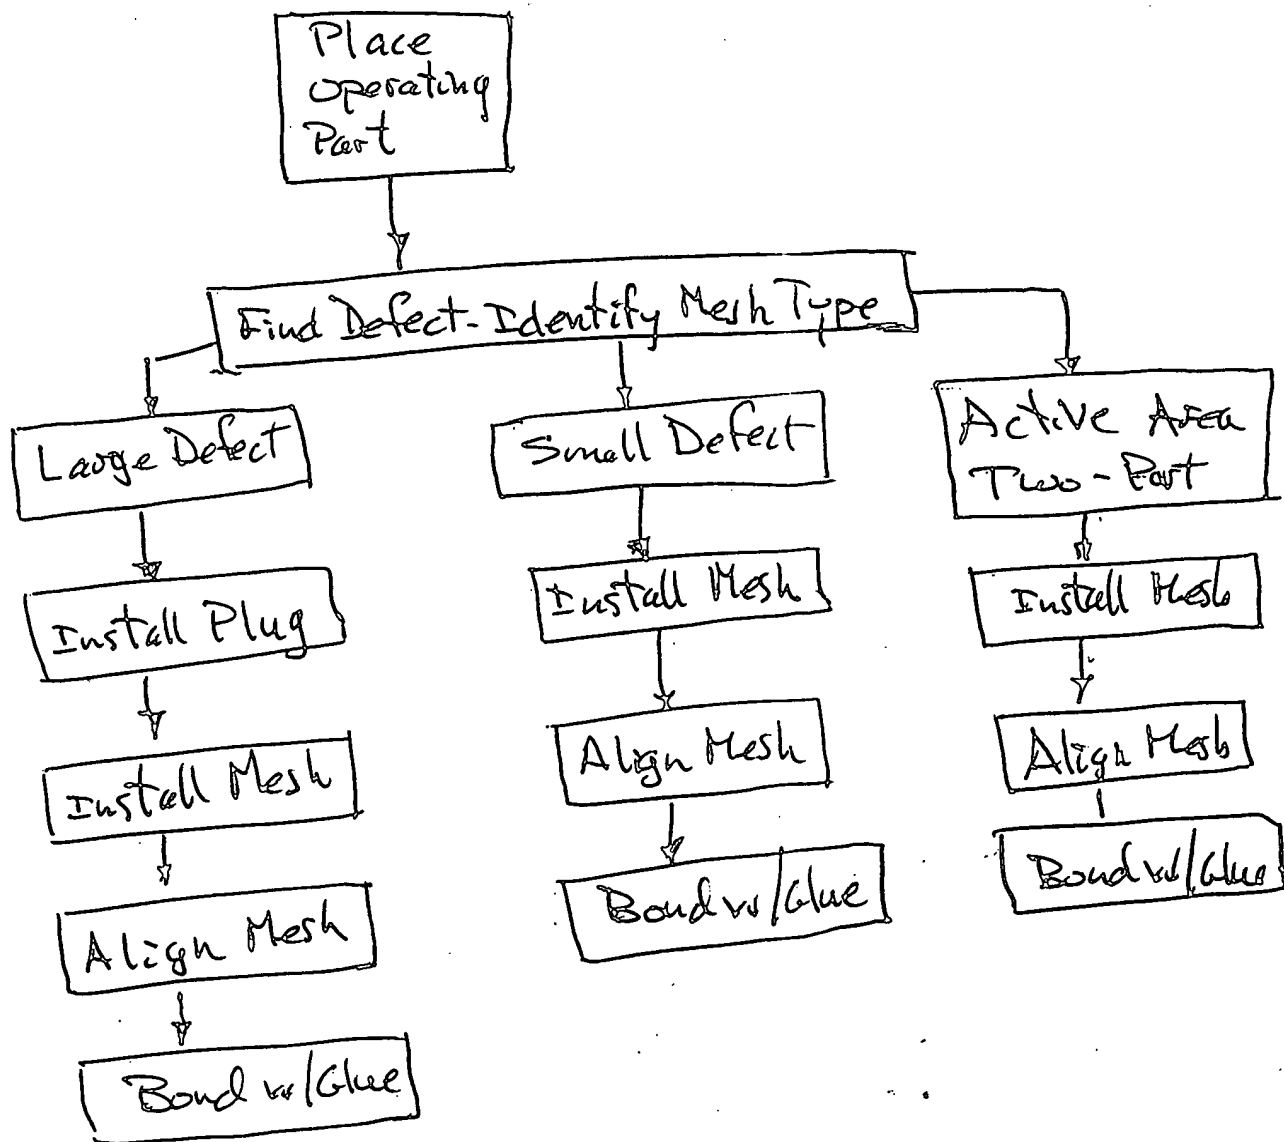 Place
operating
Part
Find Defect-Identify Mesh Type
Large Defect
Install Plug
Install Mesh
Align Mesh
Bond w/Glue
Small Defect
Install Mesh
Align Mesh
Bond w/Glue
Active Area
Two-Part
Install Mesh
Align Mesh
Bond w/Glue